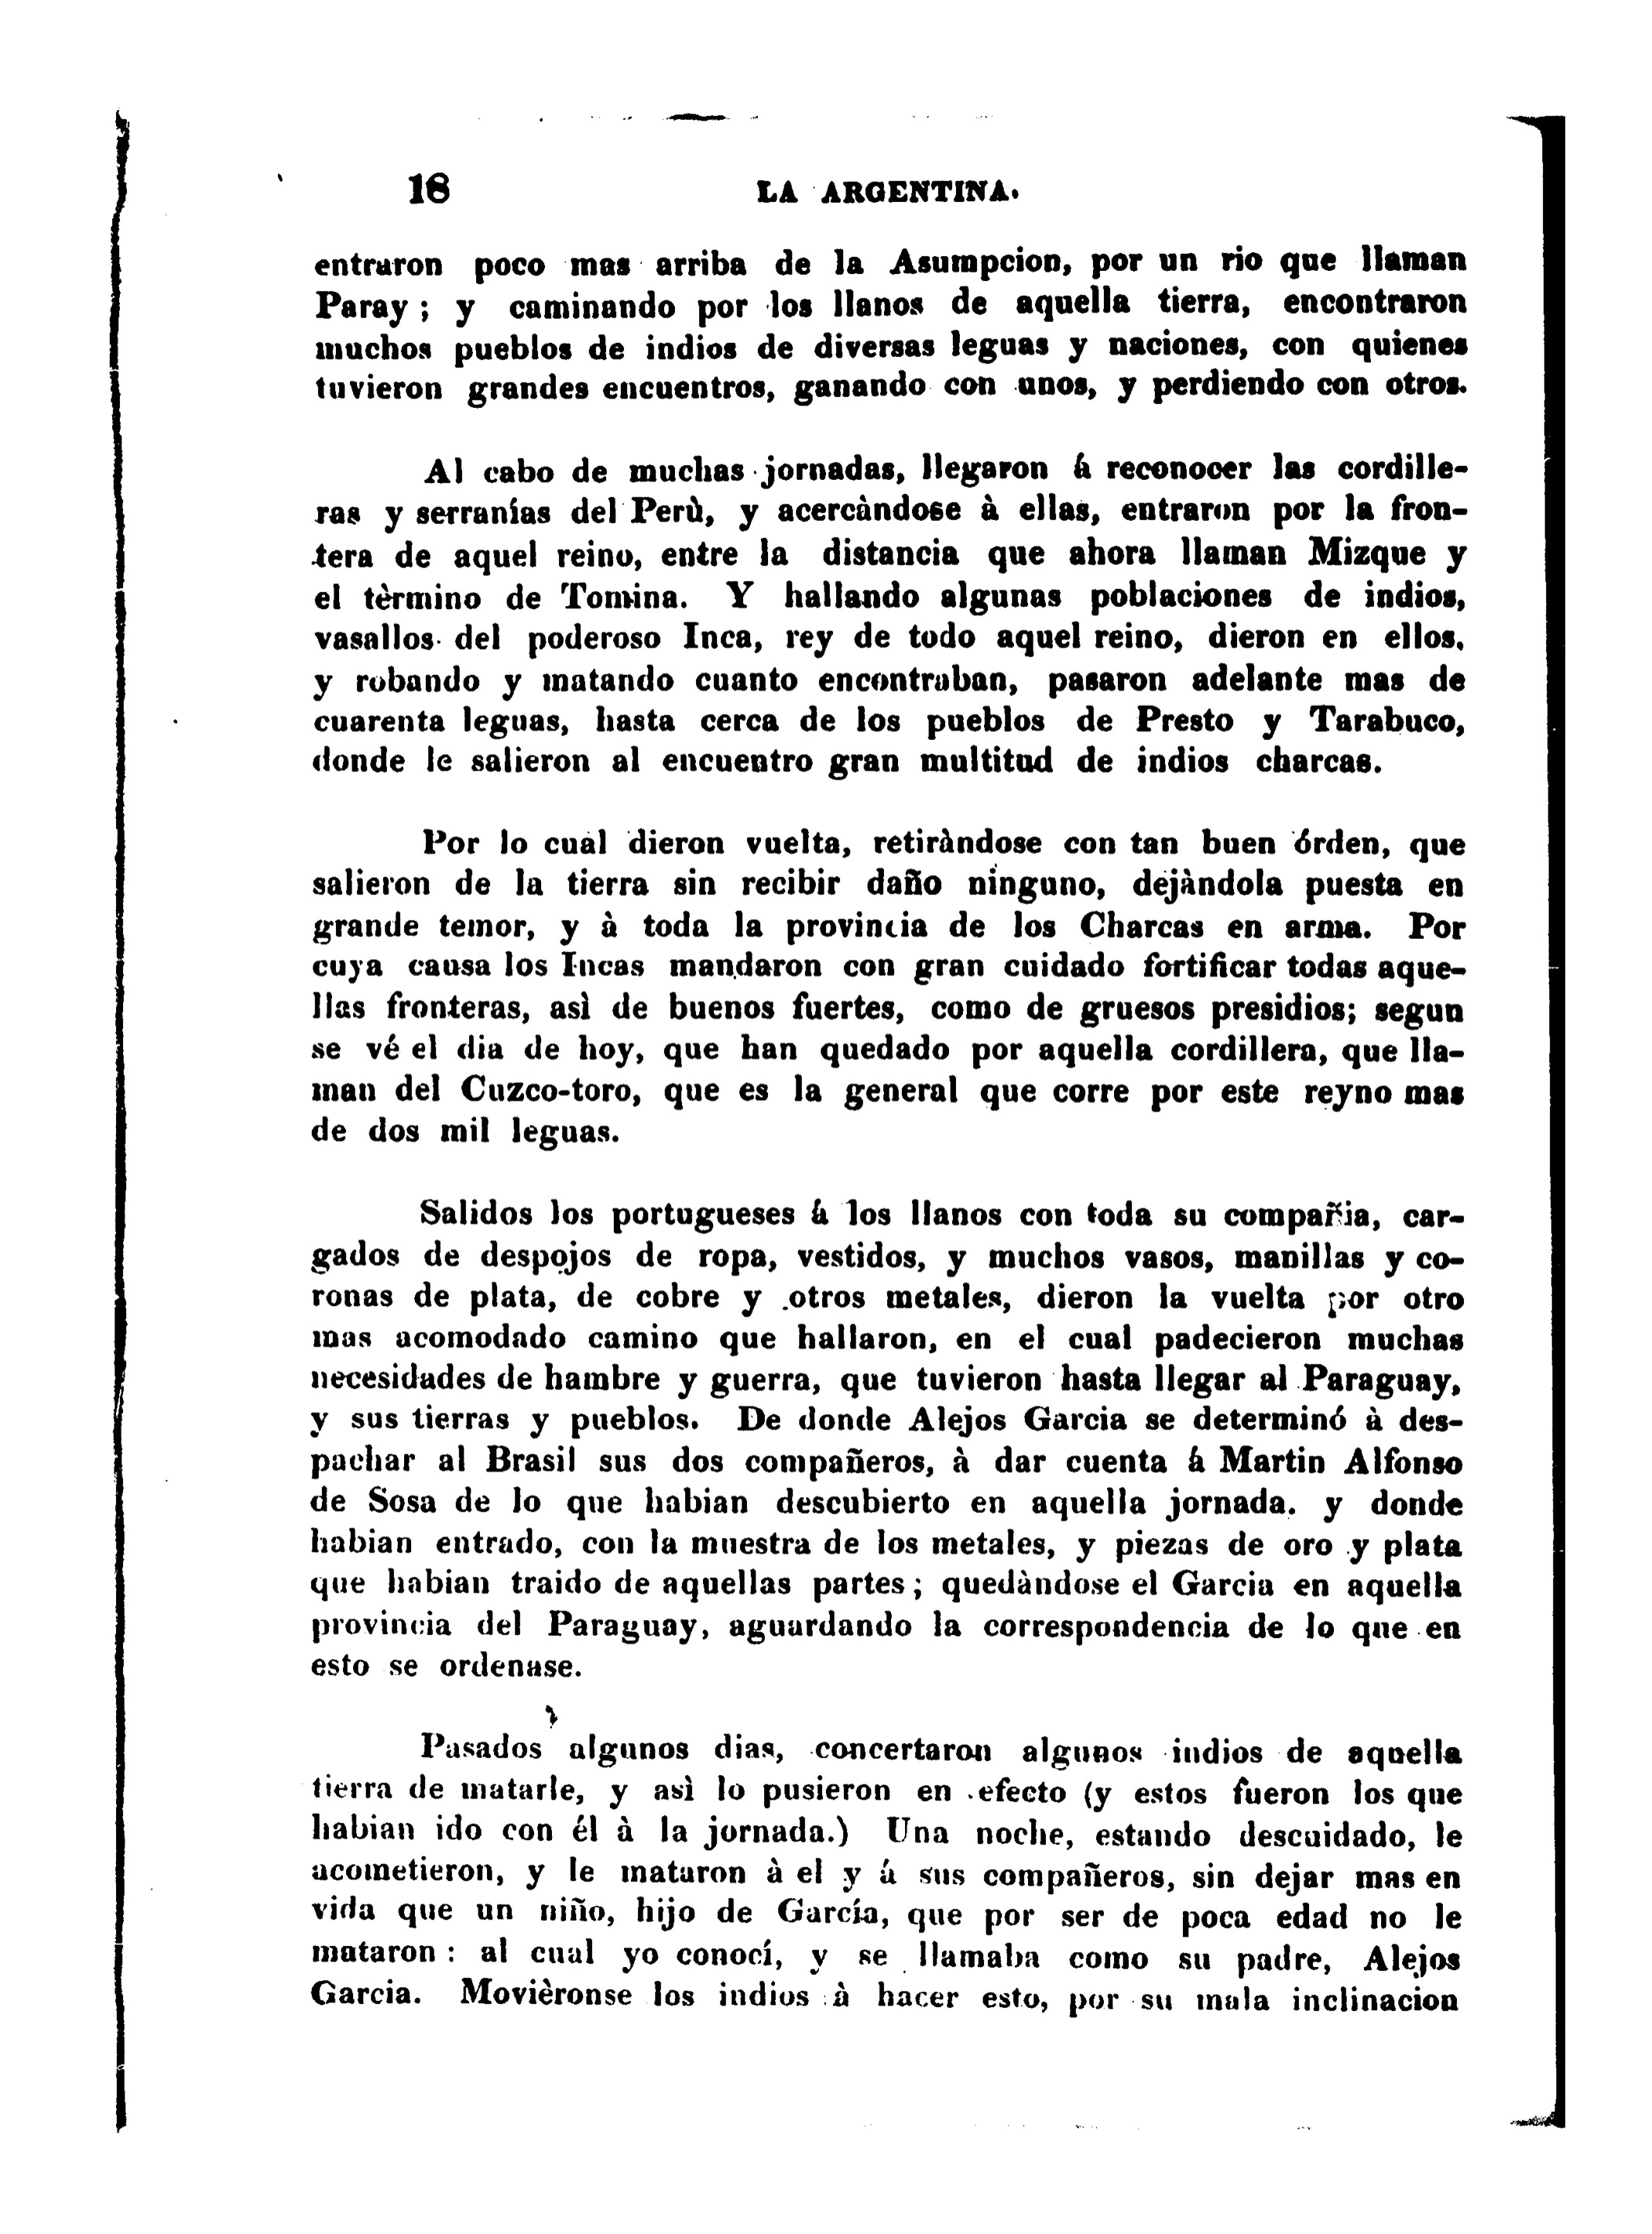 18 LA ARGENTINA.
entraron poco mas arriba de la Asumpcion, por un rio que llaman
Paray ; y caminando por los llanos de aquella tierra, encontraron
muchos pueblos de indios de diversas leguas y naciones, con quienes
tuvieron grandes encuentros, ganando con unos, y perdiendo con otros.
Al cabo de muchas jornadas, llegaron á reconocer las cordille-
ras y serranías del Perù, y acercàndose à ellas, entraron por la fron-
tera de aquel reino, entre la distancia que ahora llaman Mizque y
el tèrmino de Tomina. Y hallando algunas poblaciones de indios,
vasallos del poderoso Inca, rey de todo aquel reino, dieron en ellos,
y robando y matando cuanto encontraban, pasaron adelante mas de
cuarenta leguas, hasta cerca de los pueblos de Presto y Tarabuco,
donde le salieron al encuentro gran multitud de indios charcas.
Por lo cual dieron vuelta, retiràndose con tan buen órden, que
salieron de la tierra sin recibir daño ninguno, dejàndola puesta en
grande temor, y à toda la provincia de los Charcas en arma. Por
cuya causa los Incas mandaron con gran cuidado fortificar todas aque-
llas fronteras, asì de buenos fuertes, como de gruesos presidios; segun
se vé el dia de hoy, que han quedado por aquella cordillera, que lla-
man del Cuzco-toro, que es la general que corre por este reyno mas
de dos mil leguas.
Salidos los portugueses á los llanos con toda su compañia, car-
gados de despojos de ropa, vestidos, y muchos vasos, manillas y co-
ronas de plata, de cobre y otros metales, dieron la vuelta por otro
mas acomodado camino que hallaron, en el cual padecieron muchas
necesidades de hambre y guerra, que tuvieron hasta llegar al Paraguay,
y sus tierras y pueblos. De donde Alejos Garcia se determinó à des-
pachar al Brasil sus dos compañeros, à dar cuenta á Martin Alfonso
de Sosa de lo que habian descubierto en aquella jornada. y donde
habian entrado, con la muestra de los metales, y piezas de oro y plata
que habian traido de aquellas partes ; quedàndose el Garcia en aquella
provincia del Paraguay, aguardando la correspondencia de lo que en
esto se ordenase.
Pasados algunos dias, concertaron algunos indios de aquella
tierra de matarle, y asì lo pusieron en efecto (y estos fueron los que
habian ido con él à la jornada.) Una noche, estando descuidado, le
acometieron, y le mataron à el y á sus compañeros, sin dejar mas en
vida que un niño, hijo de García, que por ser de poca edad no le
mataron : al cual yo conocí, y se llamaba como su padre, Alejos
Garcia. Movièronse los indios à hacer esto, por su mala inclinacion